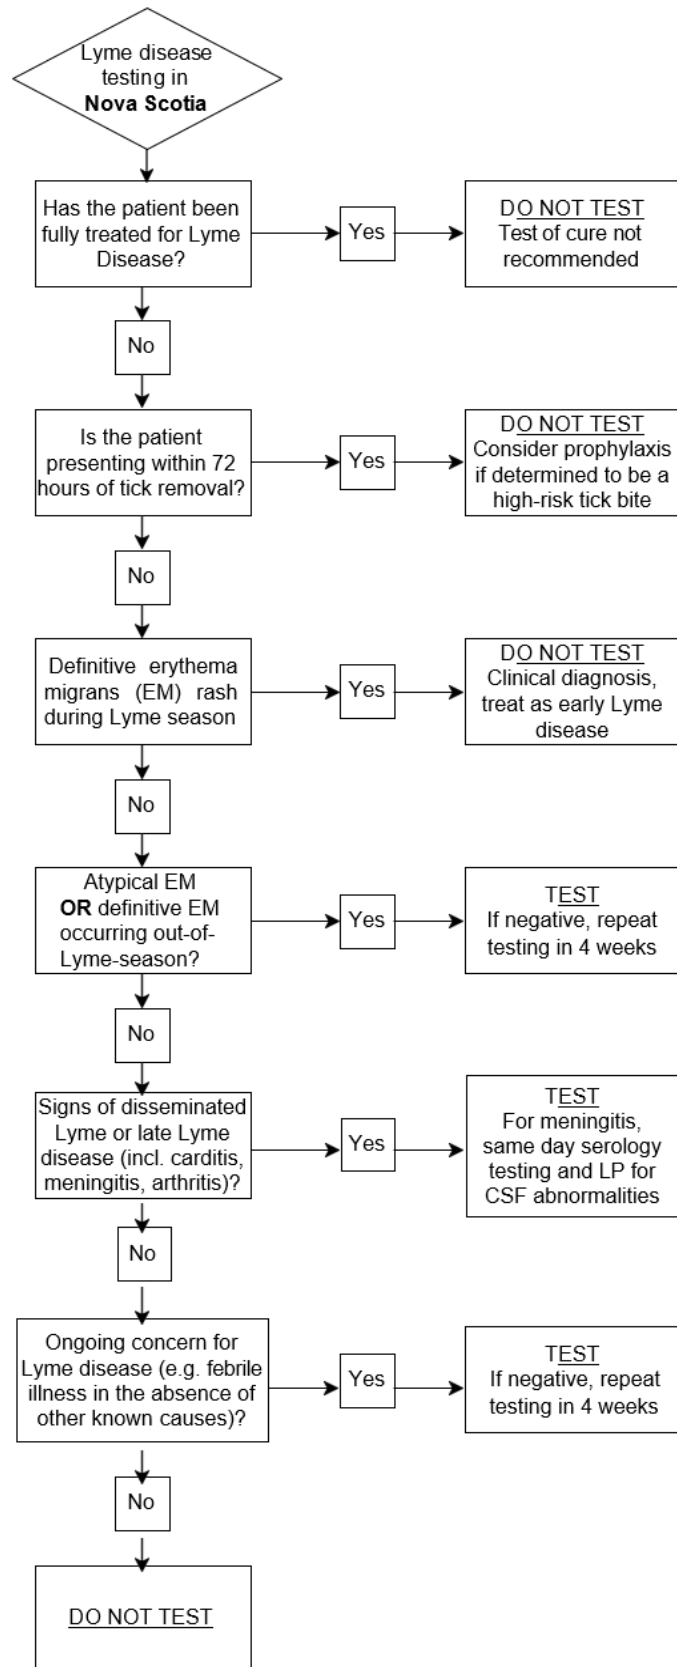 Lyme disease
testing in
Nova Scotia
Has the patient been
fully treated for Lyme
Disease?
Yes
DO NOT TEST
Test of cure not
recommended
No
Is the patient
presenting within 72
hours of tick removal?
Yes
DO NOT TEST
Consider prophylaxis
if determined to be a
high-risk tick bite
No
Definitive erythema
migrans (EM) rash
during Lyme season
Yes
DO NOT TEST
Clinical diagnosis,
treat as early Lyme
disease
No
Atypical EM
OR definitive EM
occurring out-of-
Lyme-season?
Yes
TEST
If negative, repeat
testing in 4 weeks
No
Signs of disseminated
Lyme or late Lyme
disease (incl. carditis,
meningitis, arthritis)?
Yes
TEST
For meningitis,
same day serology
testing and LP for
CSF abnormalities
No
Ongoing concern for
Lyme disease (e.g. febrile
illness in the absence of
other known causes)?
Yes
TEST
If negative, repeat
testing in 4 weeks
No
DO NOT TEST